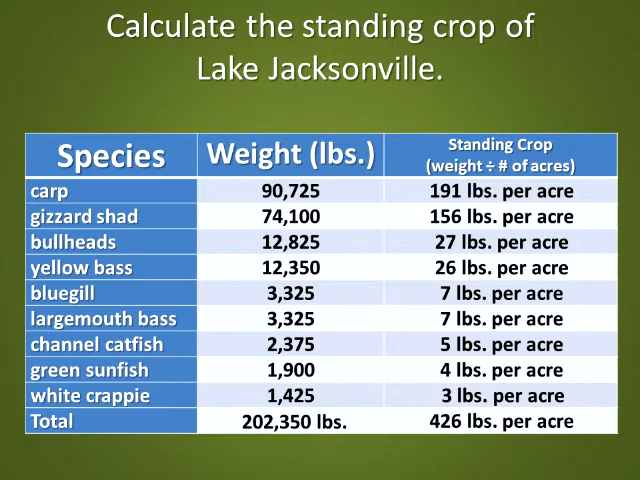 Calculate the standing crop of
Lake Jacksonville.
Species Weight (lbs.) Standing Crop
(weight ÷ # of acres)
carp 90,725 191 lbs. per acre
gizzard shad 74,100 156 lbs. per acre
bullheads 12,825 27 lbs. per acre
yellow bass 12,350 26 lbs. per acre
bluegill 3,325 7 lbs. per acre
largemouth bass 3,325 7 lbs. per acre
channel catfish 2,375 5 lbs. per acre
green sunfish 1,900 4 lbs. per acre
white crappie 1,425 3 lbs. per acre
Total 202,350 lbs. 426 lbs. per acre